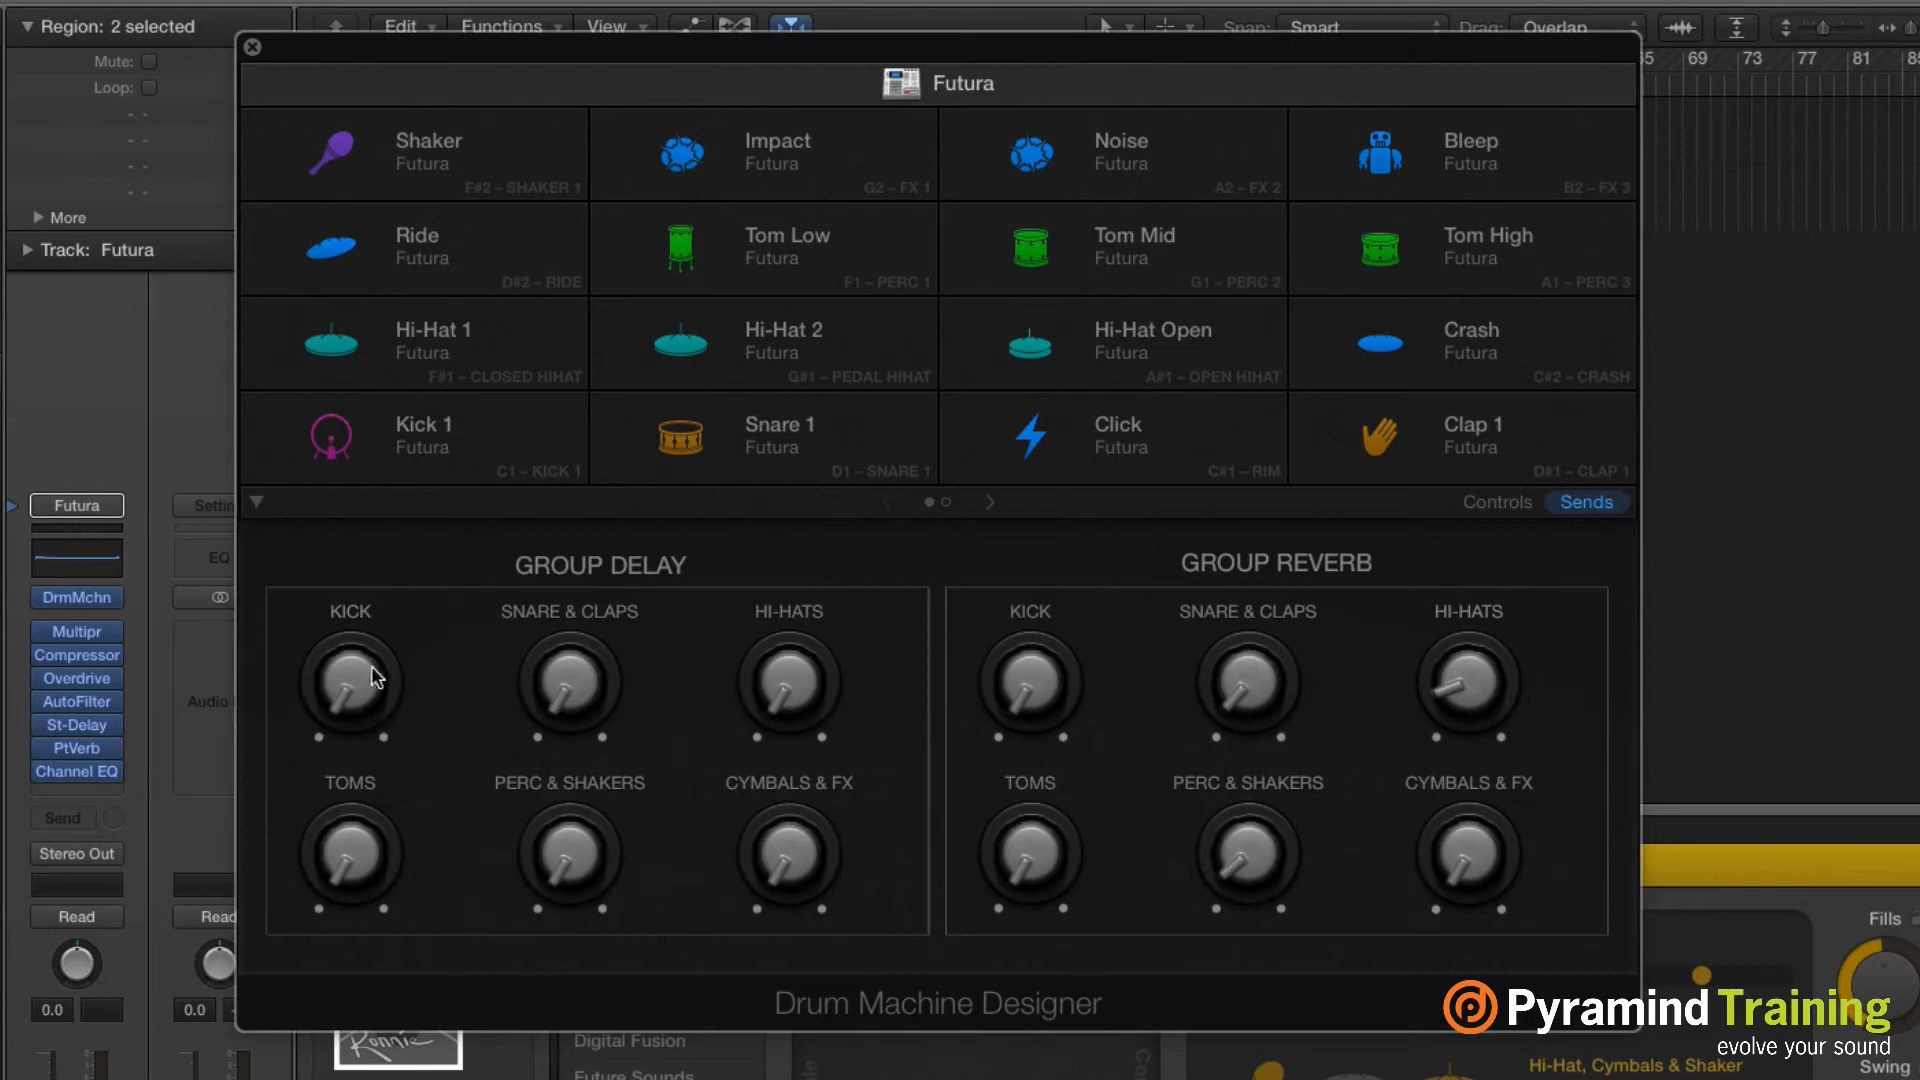 Region: 2 selected
Edit Functions View Snap: Smart Drag: Overlap
Mute:
Loop:
More
Track: Futura
69 73 77 81
Futura
Shaker
Futura
F#2 – SHAKER 1
Impact
Futura
G2 – FX 1
Noise
Futura
A2 – FX 2
Bleep
Futura
B2 – FX 3
Ride
Futura
D#2 – RIDE
Tom Low
Futura
F1 – PERC 1
Tom Mid
Futura
G1 – PERC 2
Tom High
Futura
A1 – PERC 3
Hi-Hat 1
Futura
F#1 – CLOSED HIHAT
Hi-Hat 2
Futura
G#1 – PEDAL HIHAT
Hi-Hat Open
Futura
A#1 – OPEN HIHAT
Crash
Futura
C#2 – CRASH
Kick 1
Futura
C1 – KICK 1
Snare 1
Futura
D1 – SNARE 1
Click
Futura
C#1 – RIM
Clap 1
Futura
D#1 – CLAP 1
Controls Sends
GROUP DELAY
KICK SNARE & CLAPS HI-HATS
TOMS PERC & SHAKERS CYMBALS & FX
GROUP REVERB
KICK SNARE & CLAPS HI-HATS
TOMS PERC & SHAKERS CYMBALS & FX
Drum Machine Designer
Futura
DrmMchn
Multipr
Compressor
Overdrive
AutoFilter
St-Delay
PtVerb
Channel EQ
Send
Stereo Out
Read
0.0
Settin
EQ
Audio
Read
0.0
Ronnie
Digital Fusion
Future Sounds
Fills
Pyramind Training
evolve your sound
Hi-Hat, Cymbals & Shaker
Swing